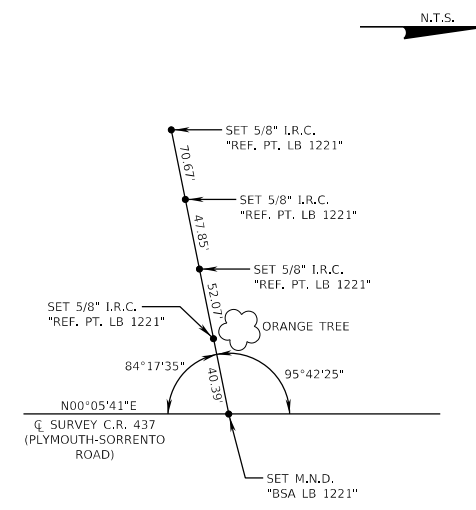 N.T.S.
SET 5/8" I.R.C.
"REF. PT. LB 1221"
70.67'
SET 5/8" I.R.C.
"REF. PT. LB 1221"
47.85'
SET 5/8" I.R.C.
"REF. PT. LB 1221"
52.07'
SET 5/8" I.R.C.
"REF. PT. LB 1221"
ORANGE TREE
84°17'35"
95°42'25"
40.39'
N00°05'41"E
℄ SURVEY C.R. 437
(PLYMOUTH-SORRENTO
ROAD)
SET M.N.D.
"BSA LB 1221"